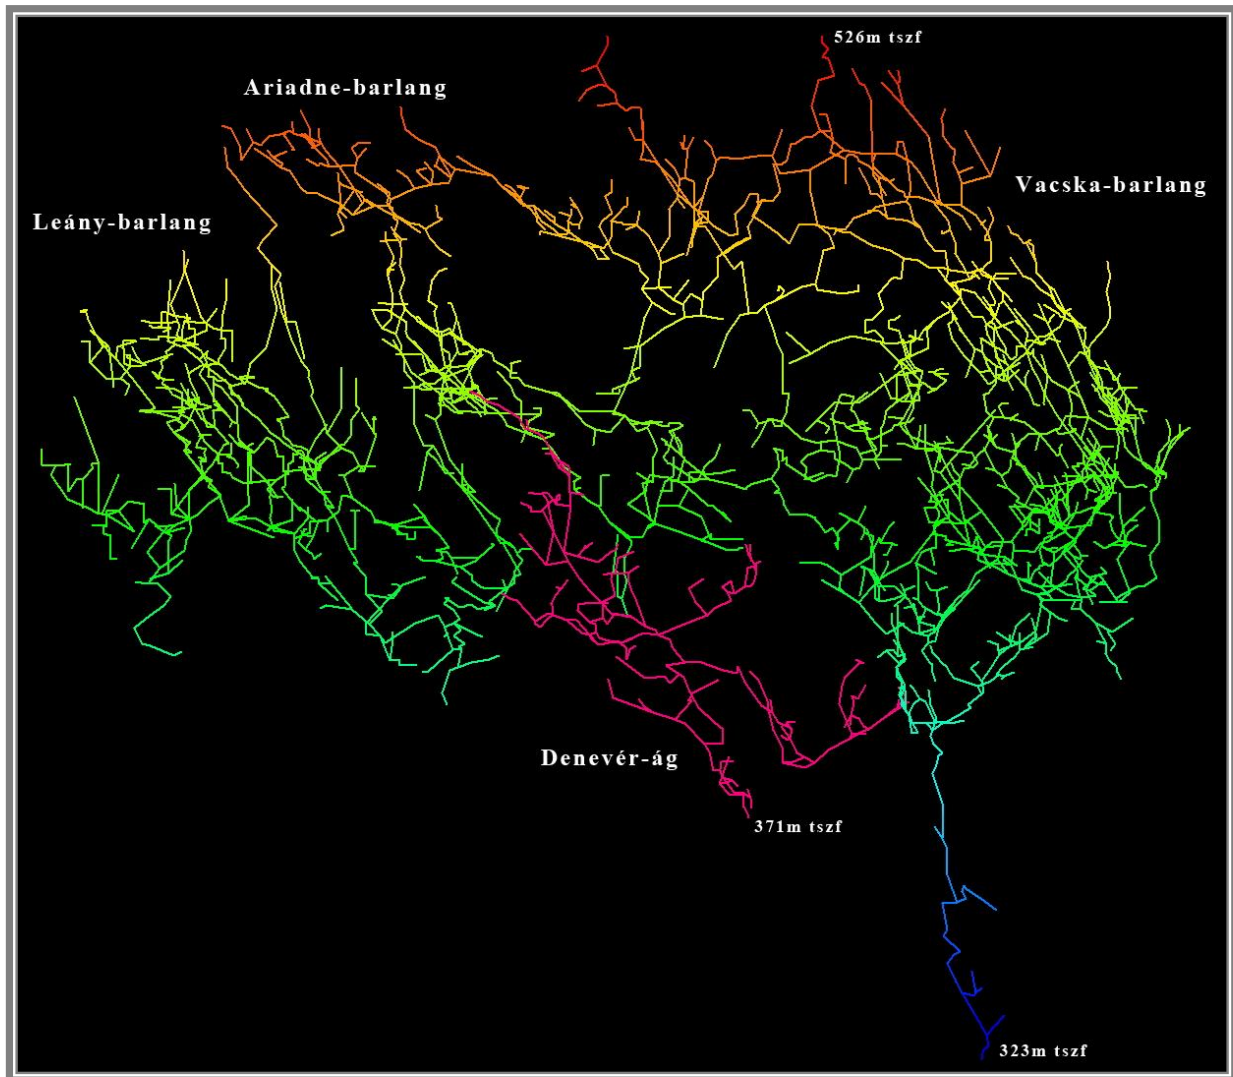 526m tszf
Ariadne-barlang
Vacska-barlang
Leány-barlang
Denevér-ág
371m tszf
323m tszf